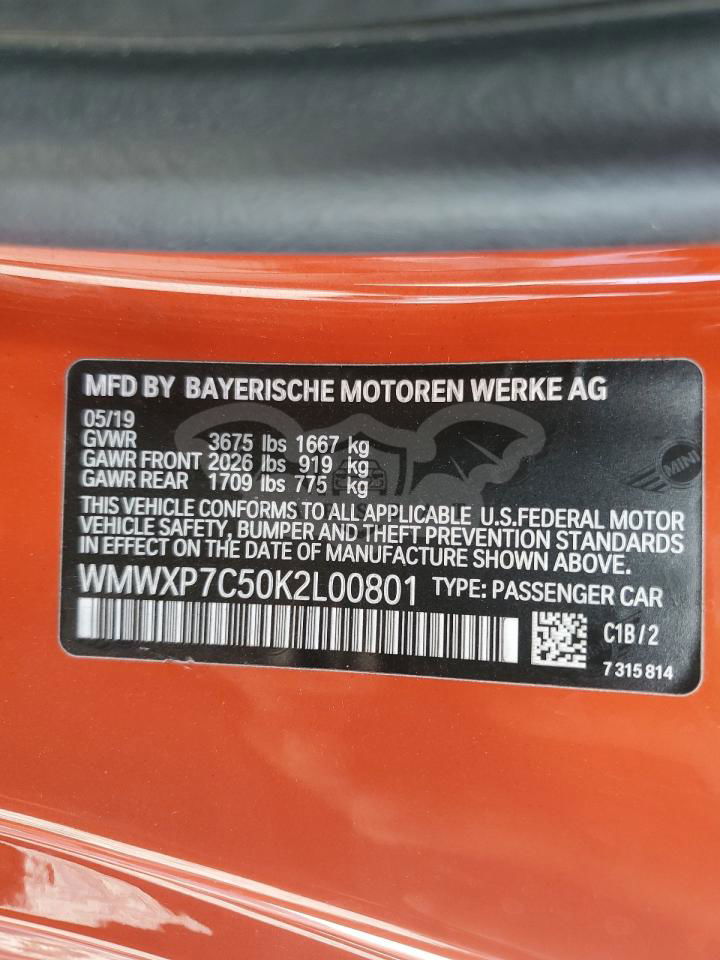 MFD BY BAYERISCHE MOTOREN WERKE AG
05/19
GVWR 3675 lbs 1667 kg
GAWR FRONT 2026 lbs 919 kg
GAWR REAR 1709 lbs 775 kg
MINI
THIS VEHICLE CONFORMS TO ALL APPLICABLE U.S.FEDERAL MOTOR
VEHICLE SAFETY, BUMPER AND THEFT PREVENTION STANDARDS
IN EFFECT ON THE DATE OF MANUFACTURE SHOWN ABOVE.
WMWXP7C50K2L00801 TYPE: PASSENGER CAR
C1B/2
7 315 814